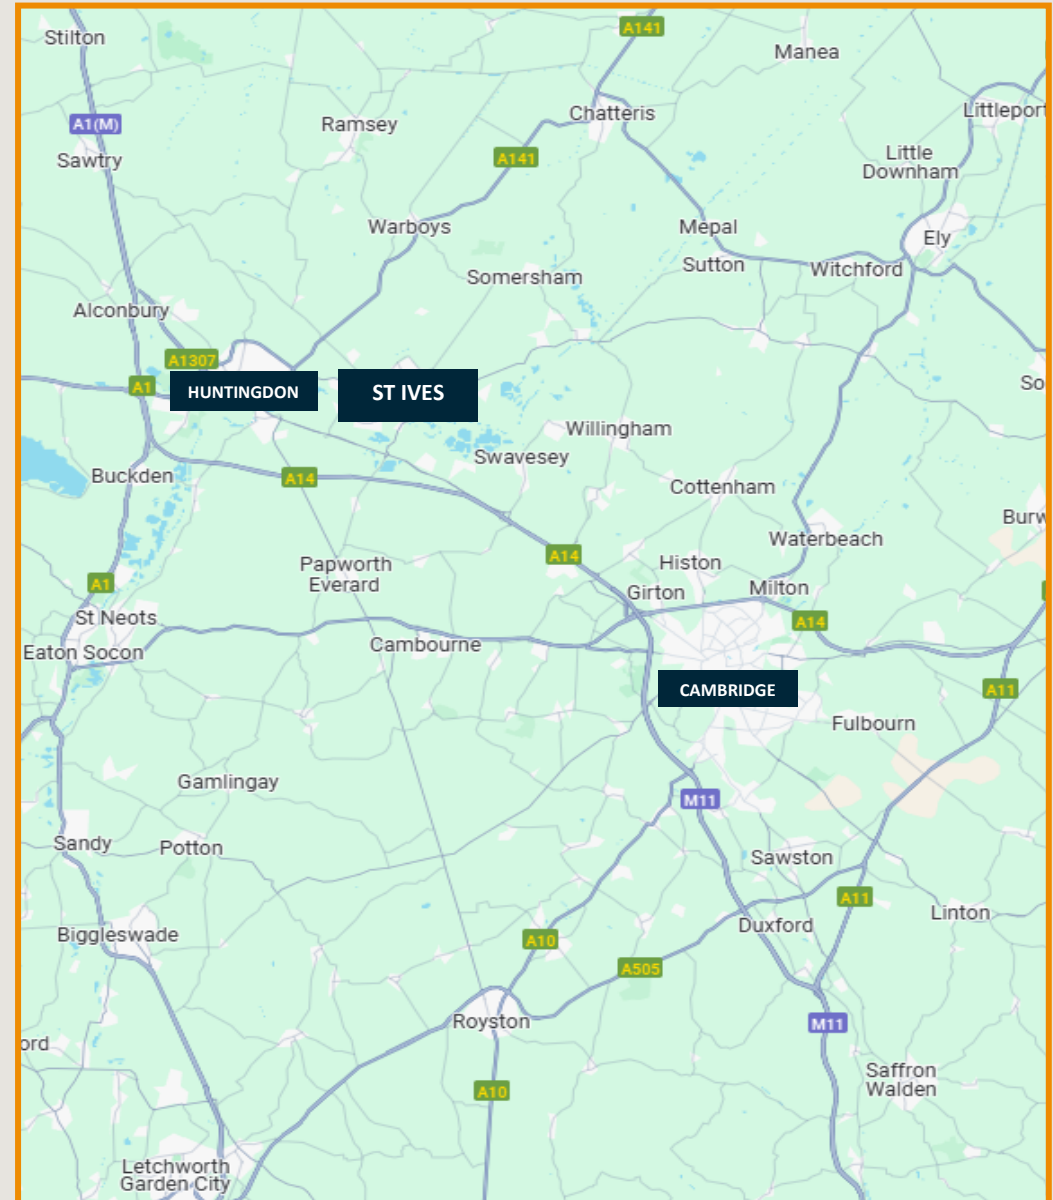 A141
Stilton
Manea
Littleport
Chatteris
A1(M)
Ramsey
Sawtry
A141
Little
Downham
Warboys
Mepal
Ely
Sutton
Witchford
Somersham
Alconbury
A1307
A1
HUNTINGDON
ST IVES
So
Willingham
Swavesey
Buckden
A14
Cottenham
Burw
Waterbeach
A14
Histon
Papworth
Everard
A1
Girton
Milton
St Neots
A14
Eaton Socon
Cambourne
CAMBRIDGE
A11
Fulbourn
Gamlingay
M11
Sandy
Potton
Sawston
A11
Linton
Duxford
Biggleswade
A10
A505
Royston
M11
ord
A10
Saffron
Walden
Letchworth
Garden City